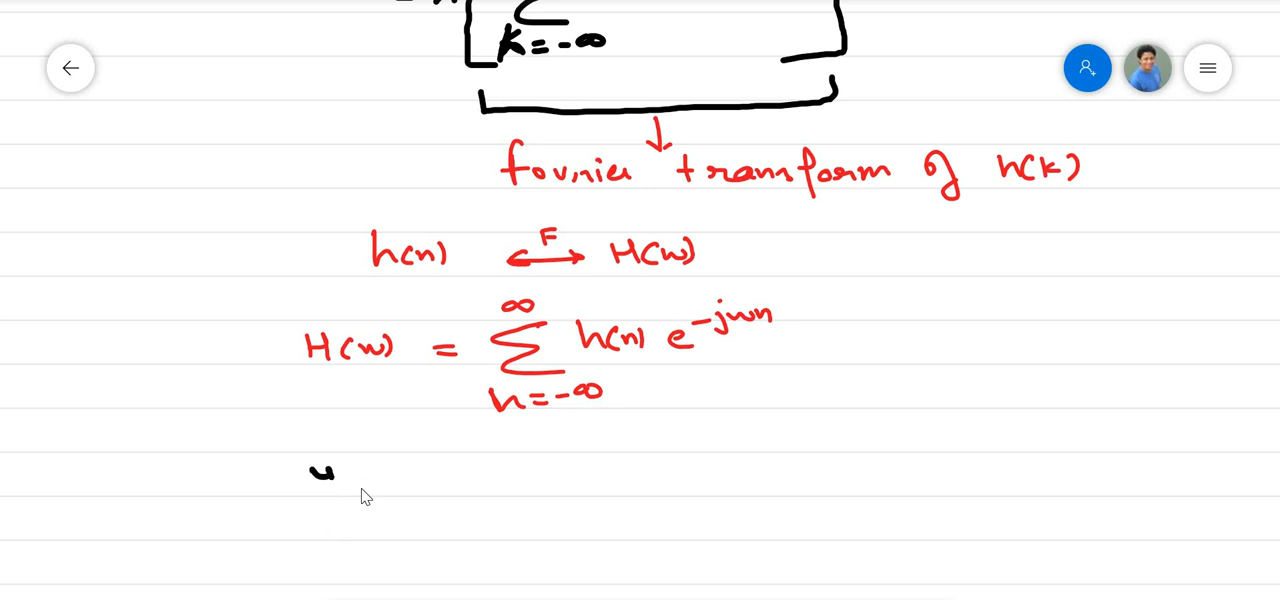 k = -∞
fourier transform of h(k)
h(n) ⟷ F H(w)
∞
H(w) = ∑ h(n) e^-jwn
n = -∞